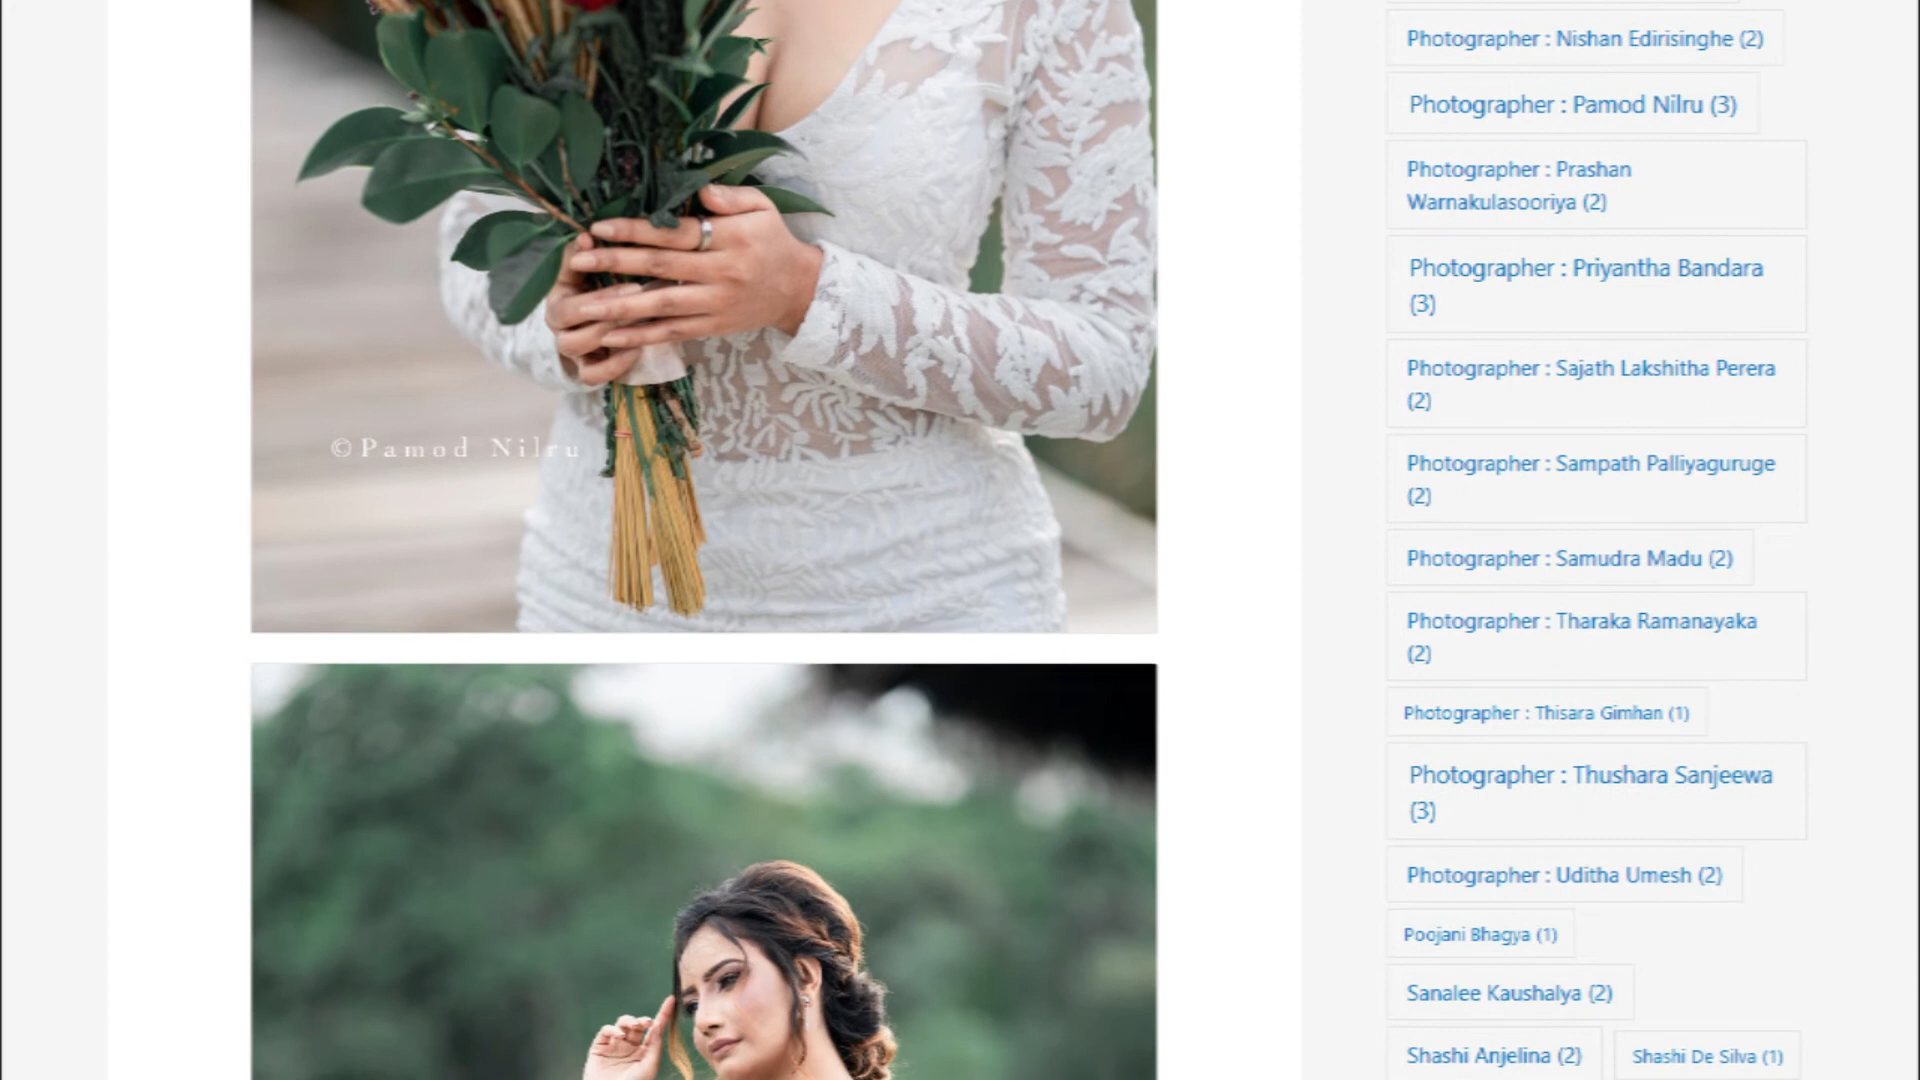 ©Pamod Nilru
Photographer : Nishan Edirisinghe (2)
Photographer : Pamod Nilru (3)
Photographer : Prashan
Warnakulasooriya (2)
Photographer : Priyantha Bandara
(3)
Photographer : Sajath Lakshitha Perera
(2)
Photographer : Sampath Palliyaguruge
(2)
Photographer : Samudra Madu (2)
Photographer : Tharaka Ramanayaka
(2)
Photographer : Thisara Gimhan (1)
Photographer : Thushara Sanjeewa
(3)
Photographer : Uditha Umesh (2)
Poojani Bhagya (1)
Sanalee Kaushalya (2)
Shashi Anjelina (2)
Shashi De Silva (1)